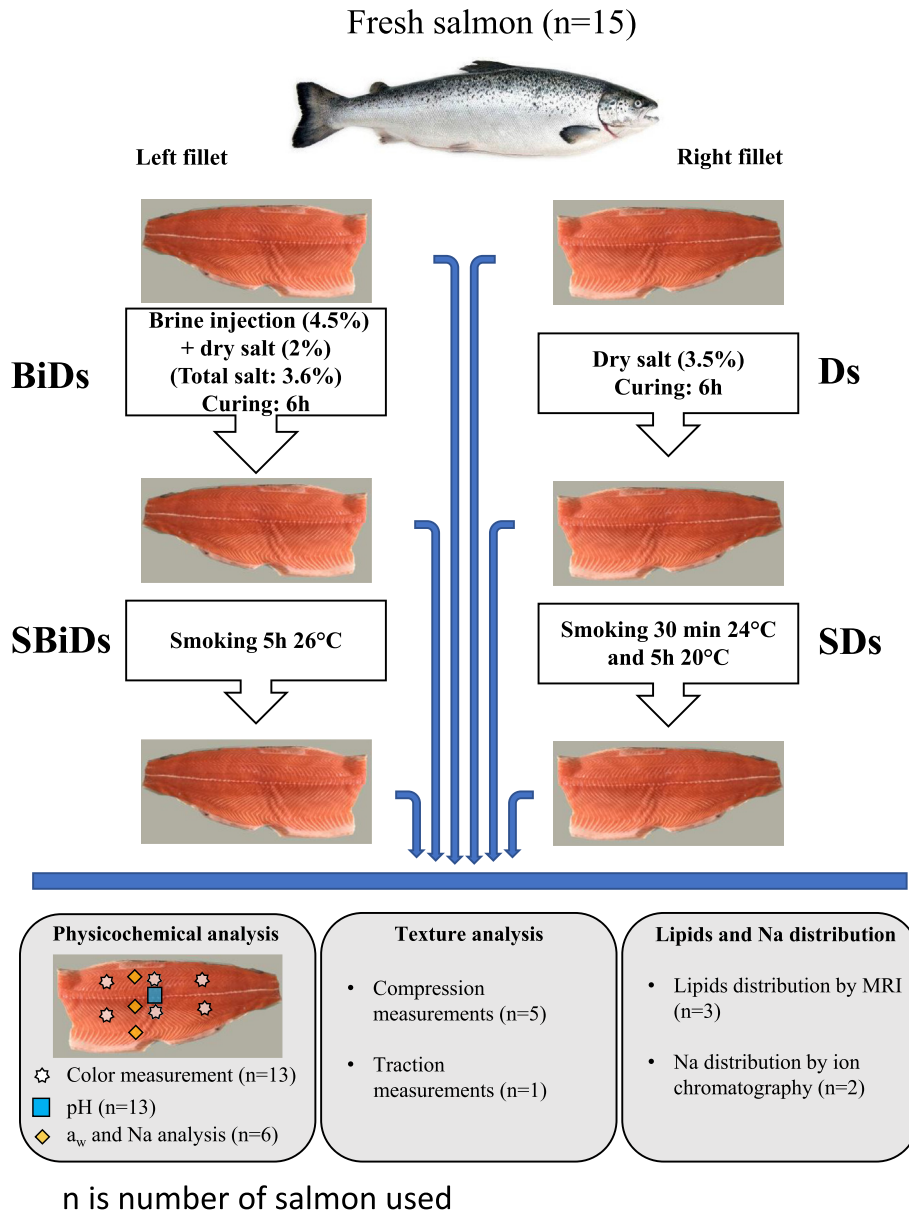 Fresh salmon (n=15)
Left fillet
Right fillet
BiDs
Brine injection (4.5%)
+ dry salt (2%)
(Total salt: 3.6%)
Curing: 6h
Dry salt (3.5%)
Curing: 6h
Ds
SBiDs
Smoking 5h 26°C
Smoking 30 min 24°C
and 5h 20°C
SDs
Physicochemical analysis
Color measurement (n=13)
pH (n=13)
aw and Na analysis (n=6)
Texture analysis
• Compression
measurements (n=5)
• Traction
measurements (n=1)
Lipids and Na distribution
• Lipids distribution by MRI
(n=3)
• Na distribution by ion
chromatography (n=2)
n is number of salmon used